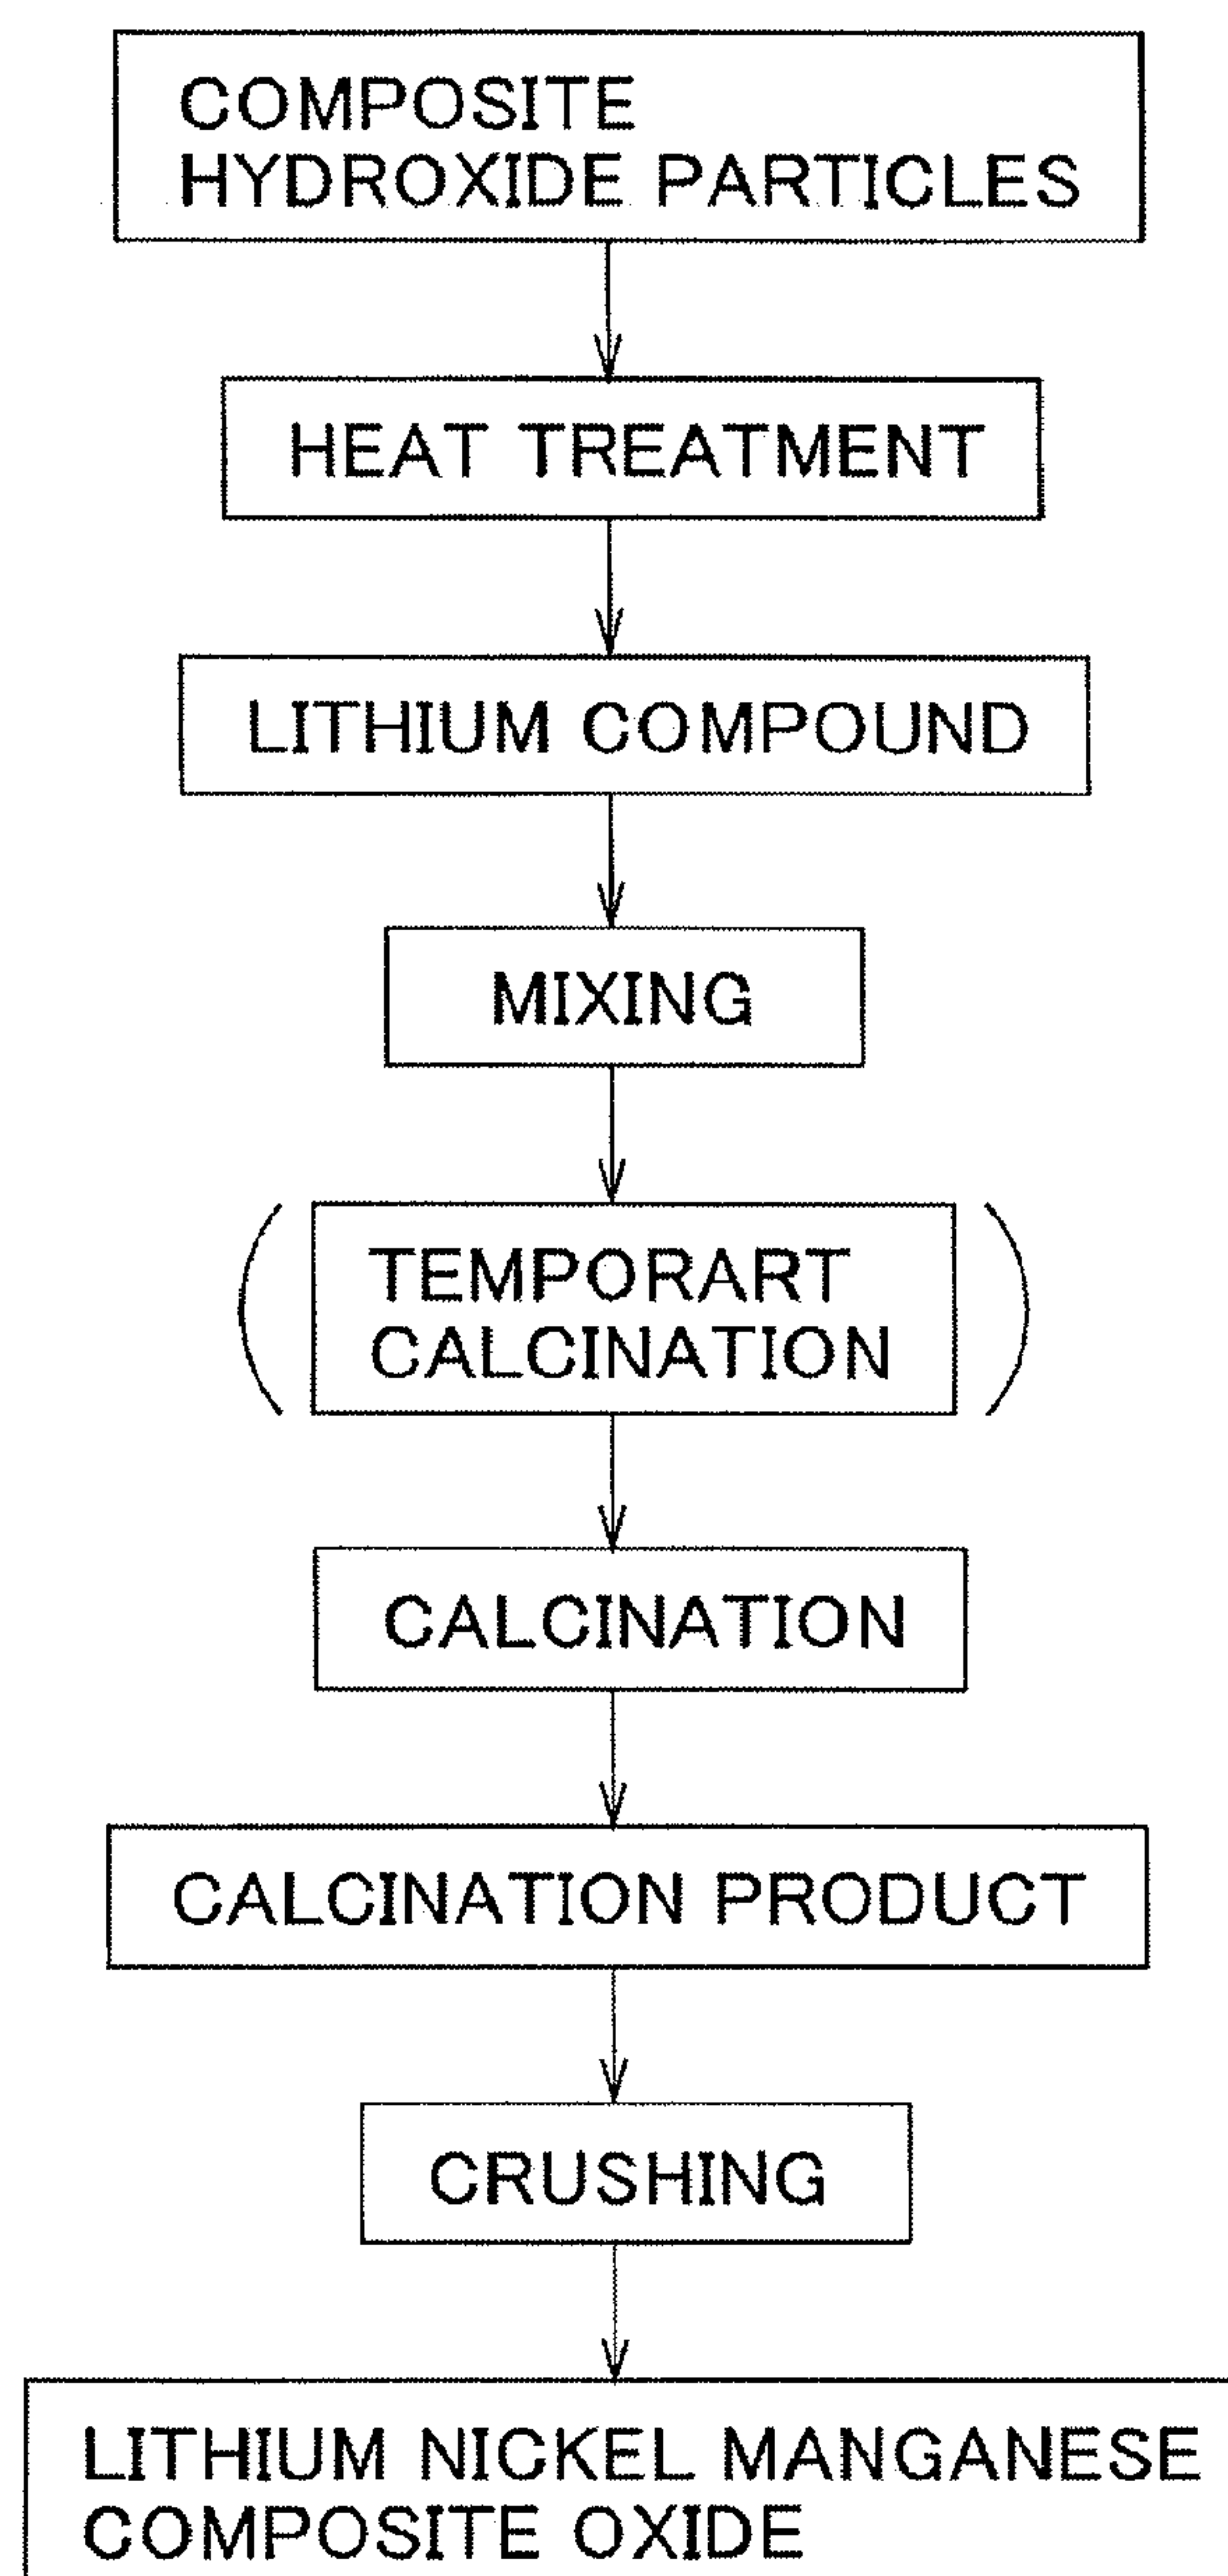 COMPOSITE
HYDROXIDE PARTICLES
HEAT TREATMENT
LITHIUM COMPOUND
MIXING
TEMPORART
CALCINATION
CALCINATION
CALCINATION PRODUCT
CRUSHING
LITHIUM NICKEL MANGANESE
COMPOSITE OXIDE